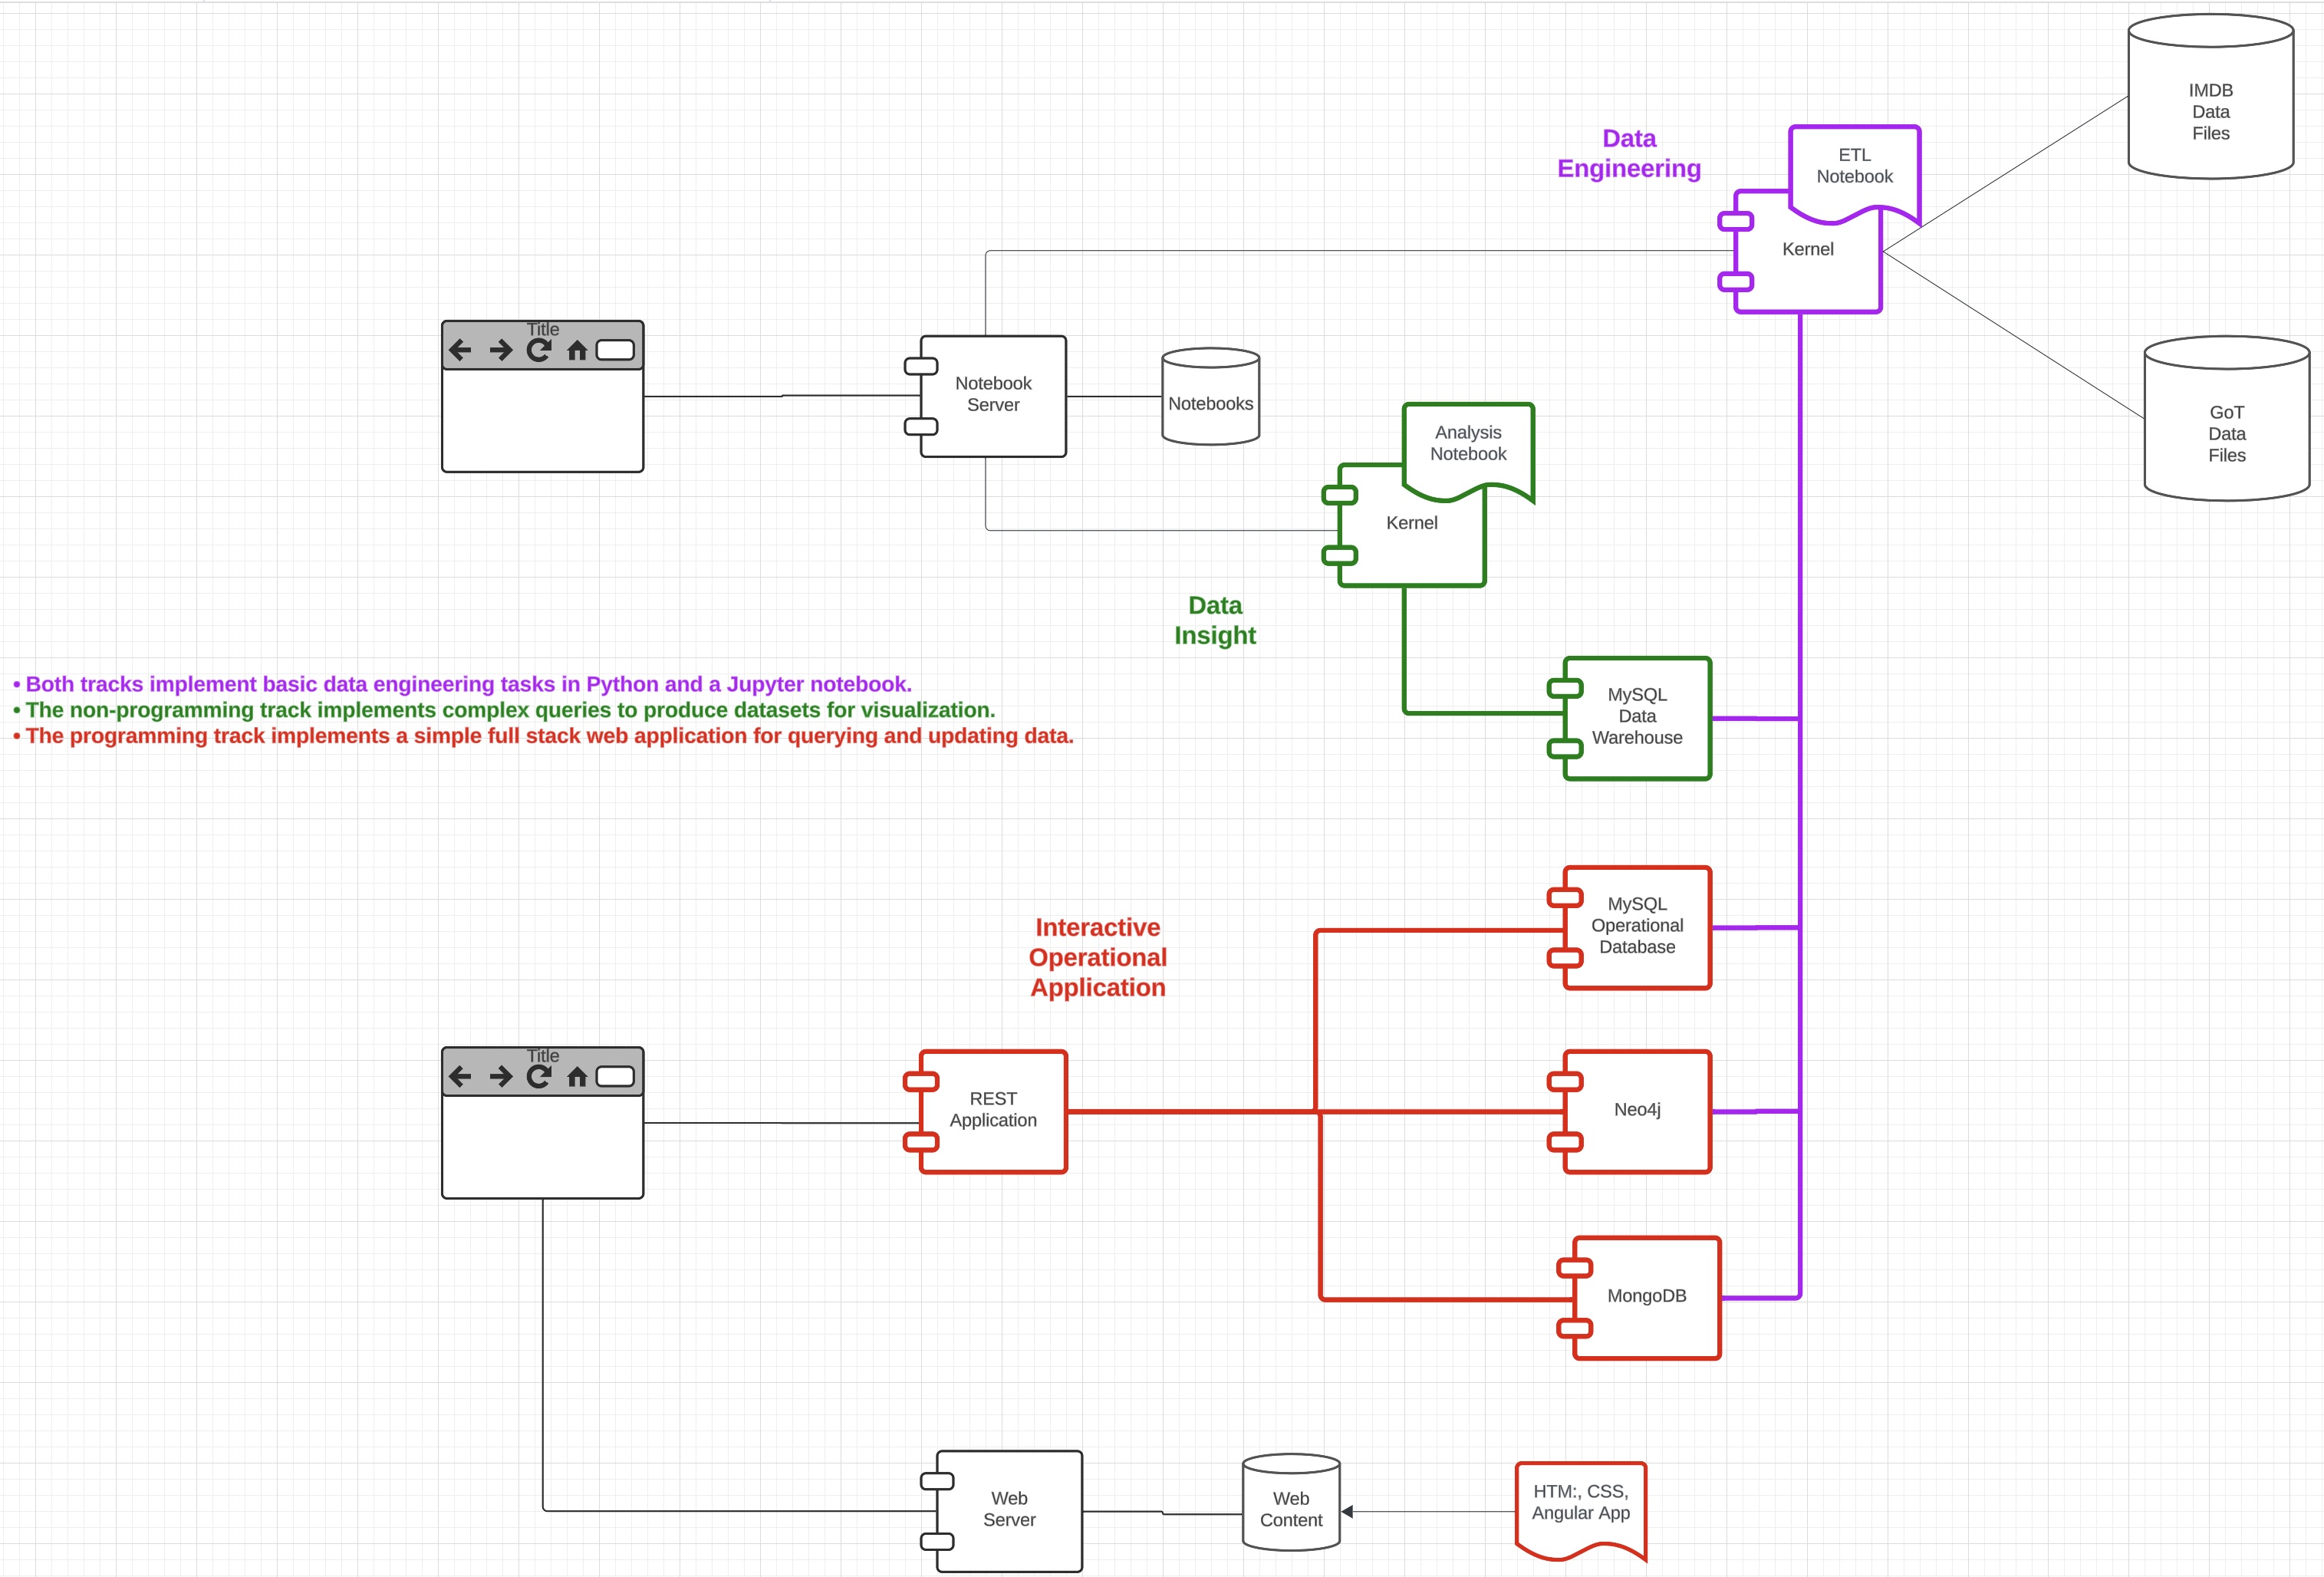 IMDB
Data
Files
Data
Engineering
ETL
Notebook
Kernel
Title
Notebook
Server
Notebooks
Analysis
Notebook
Kernel
GoT
Data
Files
Data
Insight
• Both tracks implement basic data engineering tasks in Python and a Jupyter notebook.
• The non-programming track implements complex queries to produce datasets for visualization.
• The programming track implements a simple full stack web application for querying and updating data.
MySQL
Data
Warehouse
Interactive
Operational
Application
MySQL
Operational
Database
Title
REST
Application
Neo4j
MongoDB
Web
Server
Web
Content
HTM:, CSS,
Angular App